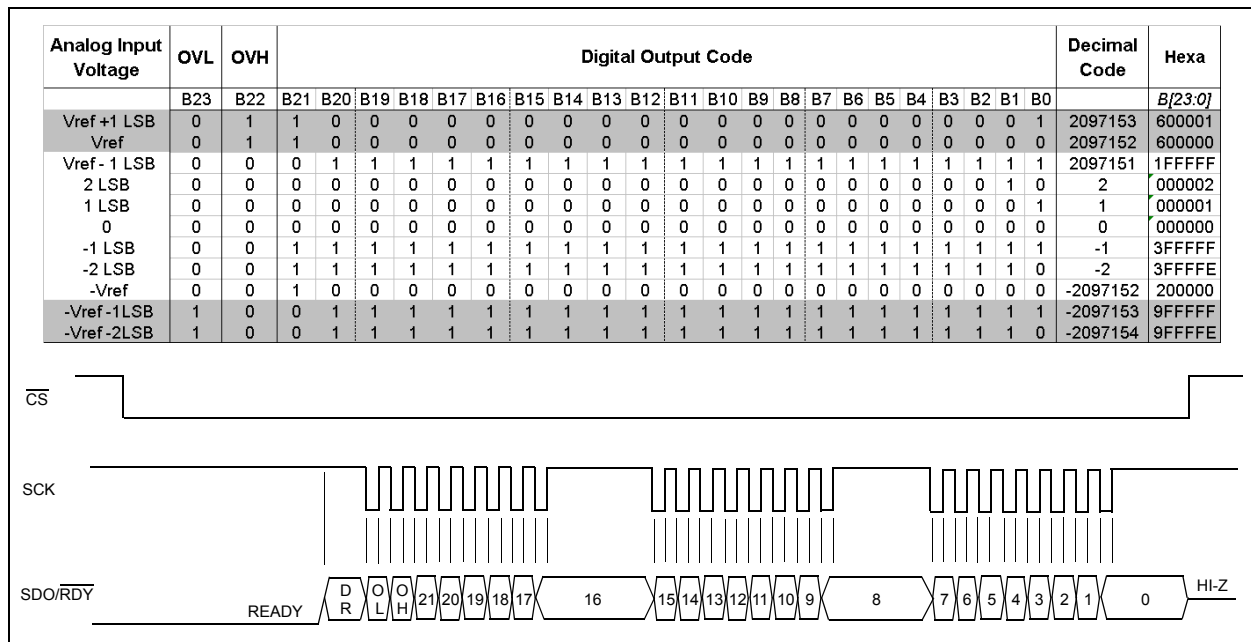 Analog Input Voltage OVL OVH Digital Output Code Decimal Code Hexa
B23 B22 B21 B20 B19 B18 B17 B16 B15 B14 B13 B12 B11 B10 B9 B8 B7 B6 B5 B4 B3 B2 B1 B0 B[23:0]
Vref +1 LSB 0 1 1 0 0 0 0 0 0 0 0 0 0 0 0 0 0 0 0 0 0 0 0 1 2097153 600001
Vref 0 1 1 0 0 0 0 0 0 0 0 0 0 0 0 0 0 0 0 0 0 0 0 0 2097152 600000
Vref - 1 LSB 0 0 0 1 1 1 1 1 1 1 1 1 1 1 1 1 1 1 1 1 1 1 1 1 2097151 1FFFFF
2 LSB 0 0 0 0 0 0 0 0 0 0 0 0 0 0 0 0 0 0 0 0 0 0 1 0 2 000002
1 LSB 0 0 0 0 0 0 0 0 0 0 0 0 0 0 0 0 0 0 0 0 0 0 0 1 1 000001
0 0 0 0 0 0 0 0 0 0 0 0 0 0 0 0 0 0 0 0 0 0 0 0 0 0 000000
-1 LSB 0 0 1 1 1 1 1 1 1 1 1 1 1 1 1 1 1 1 1 1 1 1 1 1 -1 3FFFFF
-2 LSB 0 0 1 1 1 1 1 1 1 1 1 1 1 1 1 1 1 1 1 1 1 1 1 0 -2 3FFFFE
-Vref 0 0 1 0 0 0 0 0 0 0 0 0 0 0 0 0 0 0 0 0 0 0 0 0 -2097152 200000
-Vref -1LSB 1 0 0 1 1 1 1 1 1 1 1 1 1 1 1 1 1 1 1 1 1 1 1 1 -2097153 9FFFFF
-Vref -2LSB 1 0 0 1 1 1 1 1 1 1 1 1 1 1 1 1 1 1 1 1 1 1 1 0 -2097154 9FFFFE
CS
SCK
SDO/RDY READY DR OL OH 21 20 19 18 17 16 15 14 13 12 11 10 9 8 7 6 5 4 3 2 1 0 HI-Z